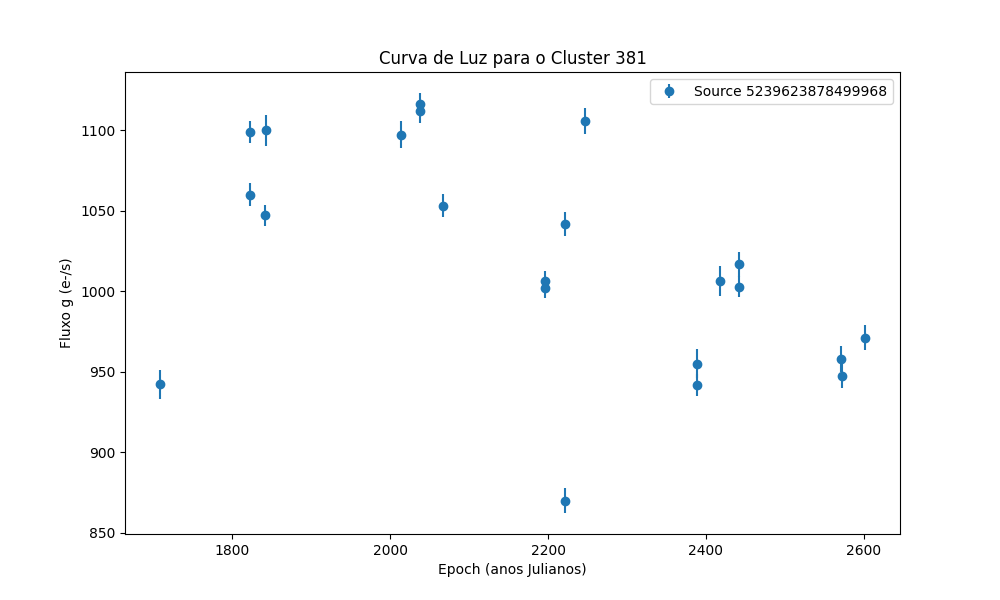 Curva de Luz para o Cluster 381
Source 5239623878499968
Fluxo g (e-/s)
1100
1050
1000
950
900
850
1800 2000 2200 2400 2600
Epoch (anos Julianos)